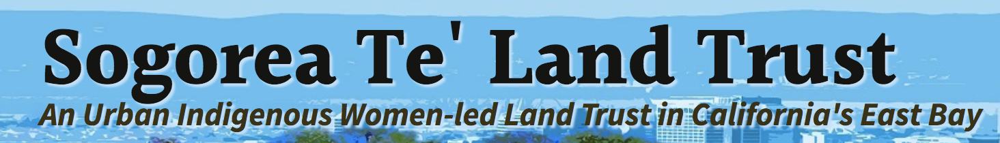 Sogorea Te' Land Trust
An Urban Indigenous Women-led Land Trust in California's East Bay